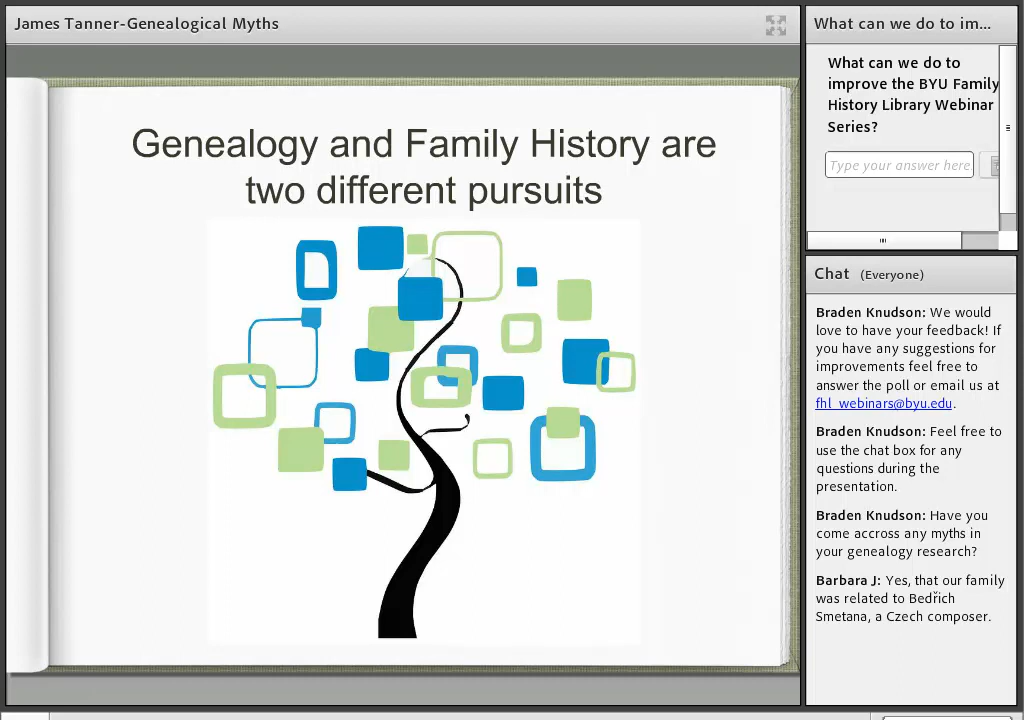 James Tanner-Genealogical Myths
Genealogy and Family History are
two different pursuits
What can we do to im...
What can we do to
improve the BYU Family
History Library Webinar
Series?
Type your answer here
Chat (Everyone)
Braden Knudson: We would
love to have your feedback! If
you have any suggestions for
improvements feel free to
answer the poll or email us at
fhl_webinars@byu.edu.
Braden Knudson: Feel free to
use the chat box for any
questions during the
presentation.
Braden Knudson: Have you
come accross any myths in
your genealogy research?
Barbara J: Yes, that our family
was related to Bedřich
Smetana, a Czech composer.